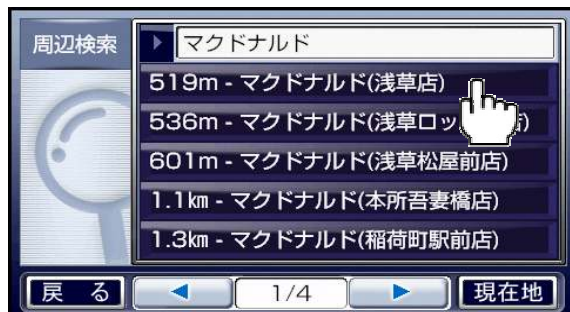 周辺検索
マクドナルド
519m - マクドナルド(浅草店)
536m - マクドナルド(浅草ロッ
601m - マクドナルド(浅草松屋前店)
1.1km - マクドナルド(本所吾妻橋店)
1.3km - マクドナルド(稲荷町駅前店)
戻 る
1/4
現在地